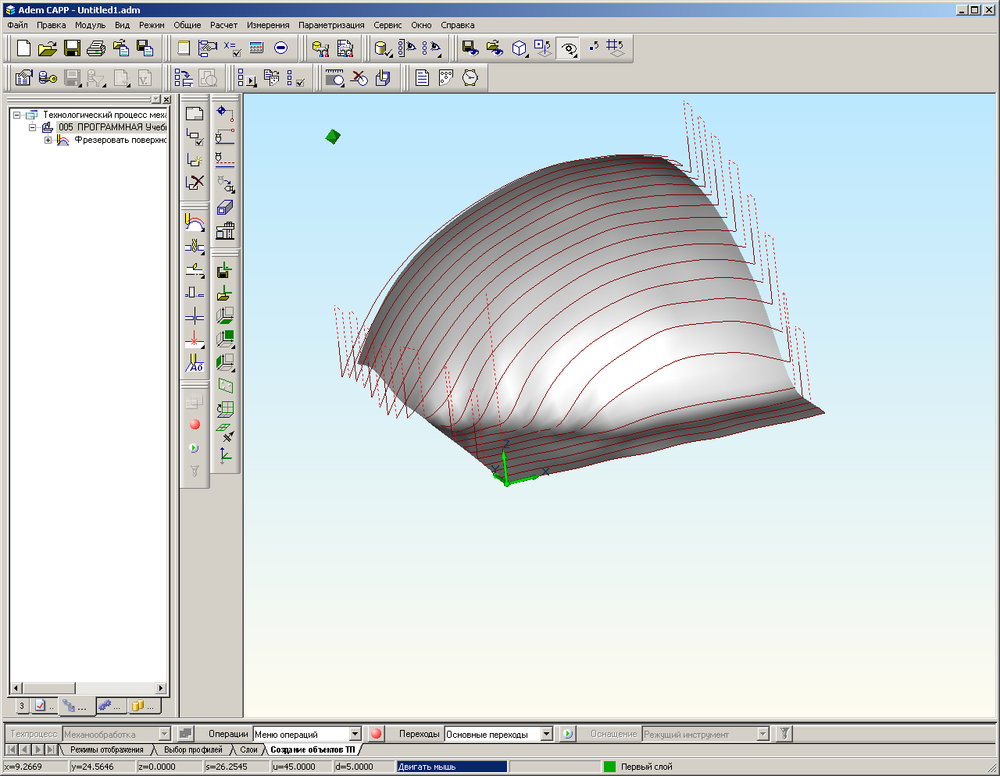 Adem CAPP - Untitled1.adm
Файл Правка Модуль Вид Режим Общие Расчет Измерения Параметризация Сервис Окно Справка
Технологический процесс меха
005 ПРОГРАММНАЯ Учеб
Фрезеровать поверхно
Z
Y
X
3 .. ... ... ...
Техпроцесс Механообработка Операции Меню операций Переходы Основные переходы Оснащение Режущий инструмент
Режимы отображения Выбор профилей Слои Создание объектов ТП
x=9.2669 y=24.5646 z=0.0000 s=26.2545 u=45.0000 d=5.0000 Двигать мышь Первый слой